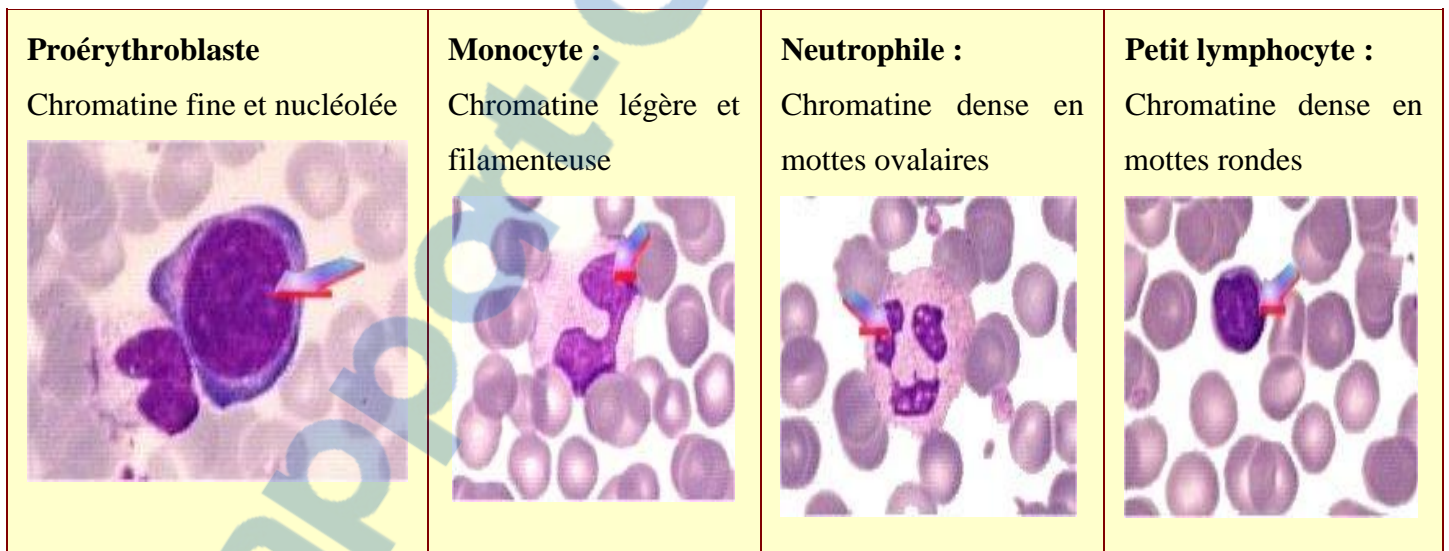 Proérythroblaste
Chromatine fine et nucléolée
Monocyte :
Chromatine légère et
filamenteuse
Neutrophile :
Chromatine dense en
mottes ovalaires
Petit lymphocyte :
Chromatine dense en
mottes rondes